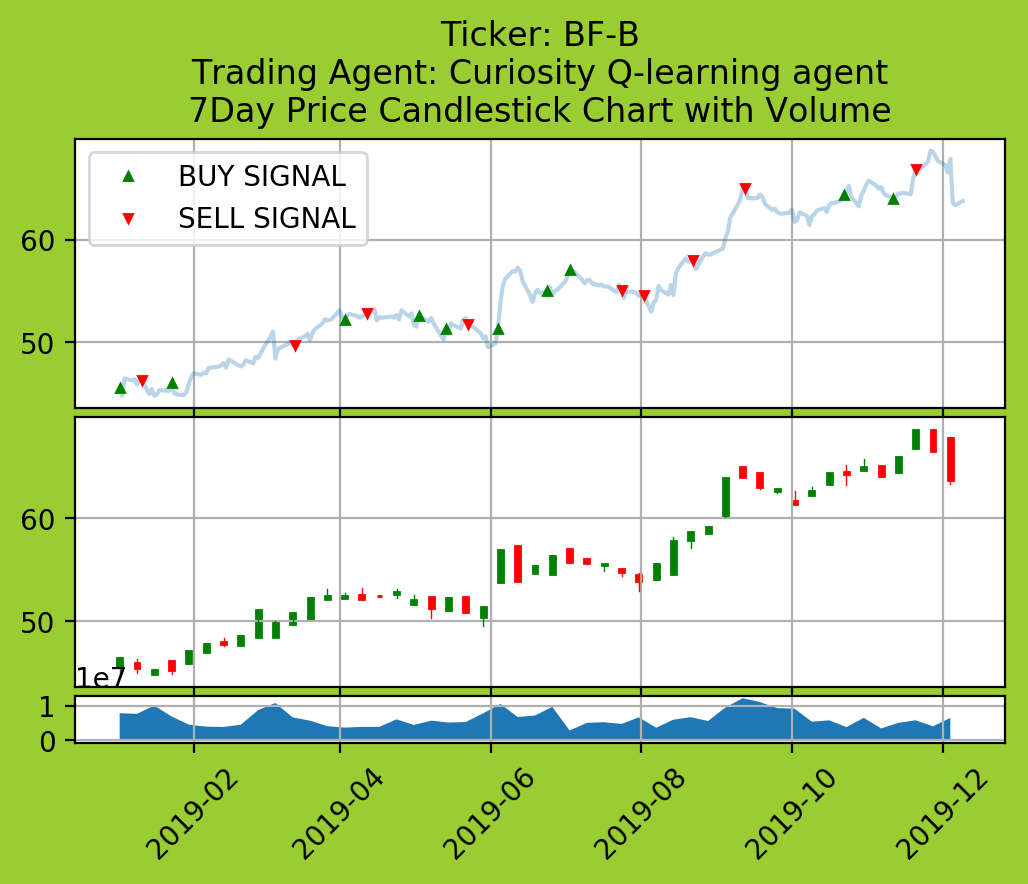 Ticker: BF-B
Trading Agent: Curiosity Q-learning agent
7Day Price Candlestick Chart with Volume
BUY SIGNAL
SELL SIGNAL
60
50
60
50
1e7
1
0
2019-02
2019-04
2019-06
2019-08
2019-10
2019-12